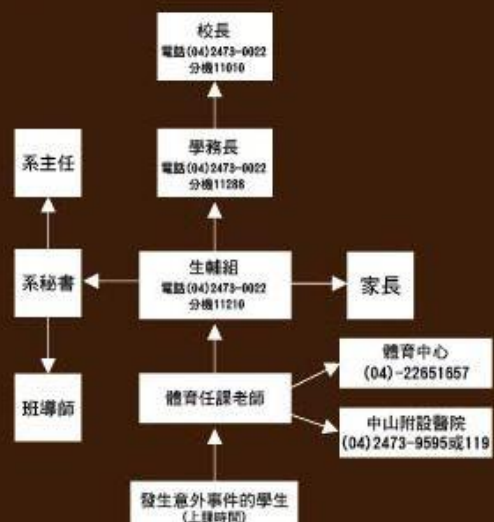 校長
電話(04)2473-0022
分機11010
學務長
電話(04)2473-0022
分機11288
系主任
生輔組
電話(04)2473-0022
分機11210
系秘書
家長
班導師
體育任課老師
體育中心
(04)-22651657
中山附設醫院
(04)2473-9595或119
發生意外事件的學生
(上課時間)